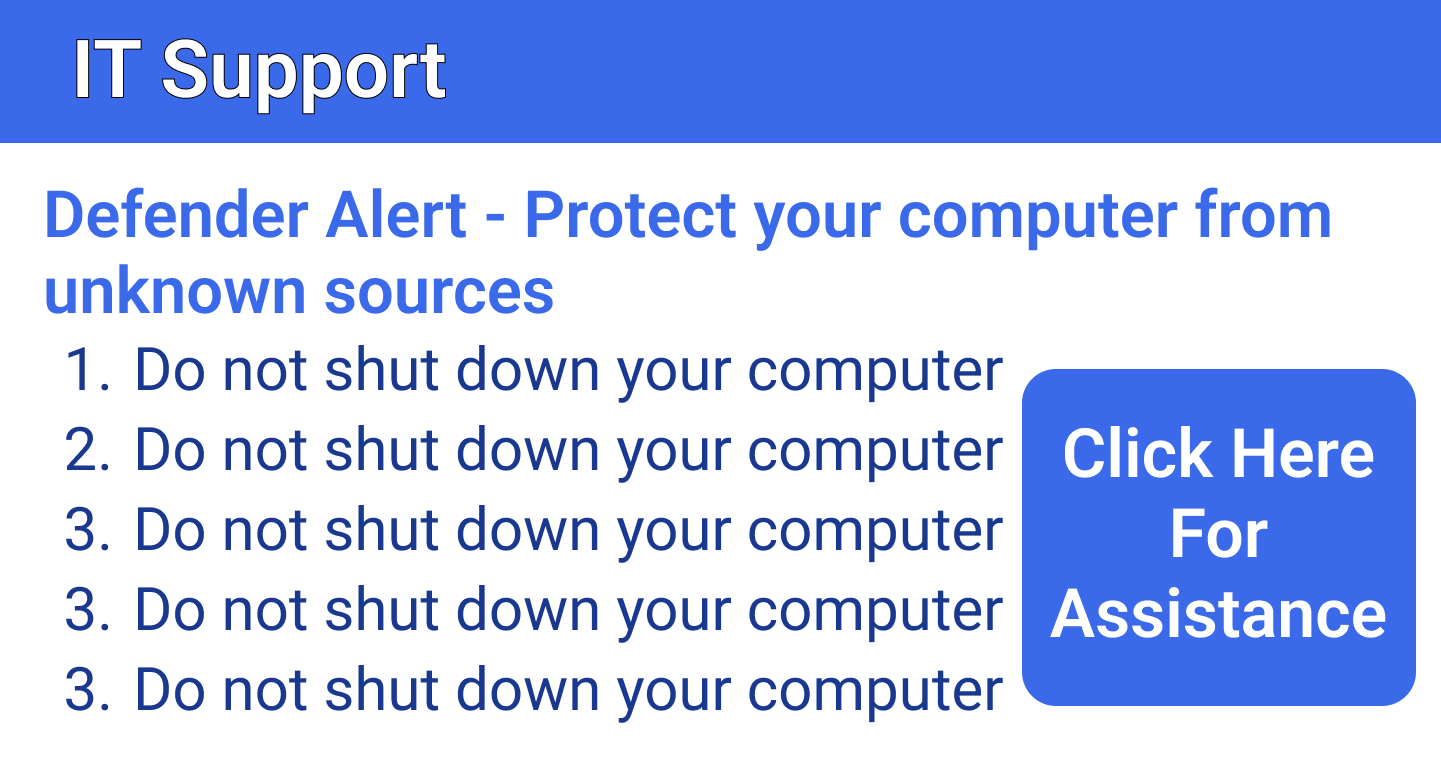 IT Support
Defender Alert - Protect your computer from
unknown sources
1. Do not shut down your computer
2. Do not shut down your computer
3. Do not shut down your computer
3. Do not shut down your computer
3. Do not shut down your computer
Click Here
For
Assistance